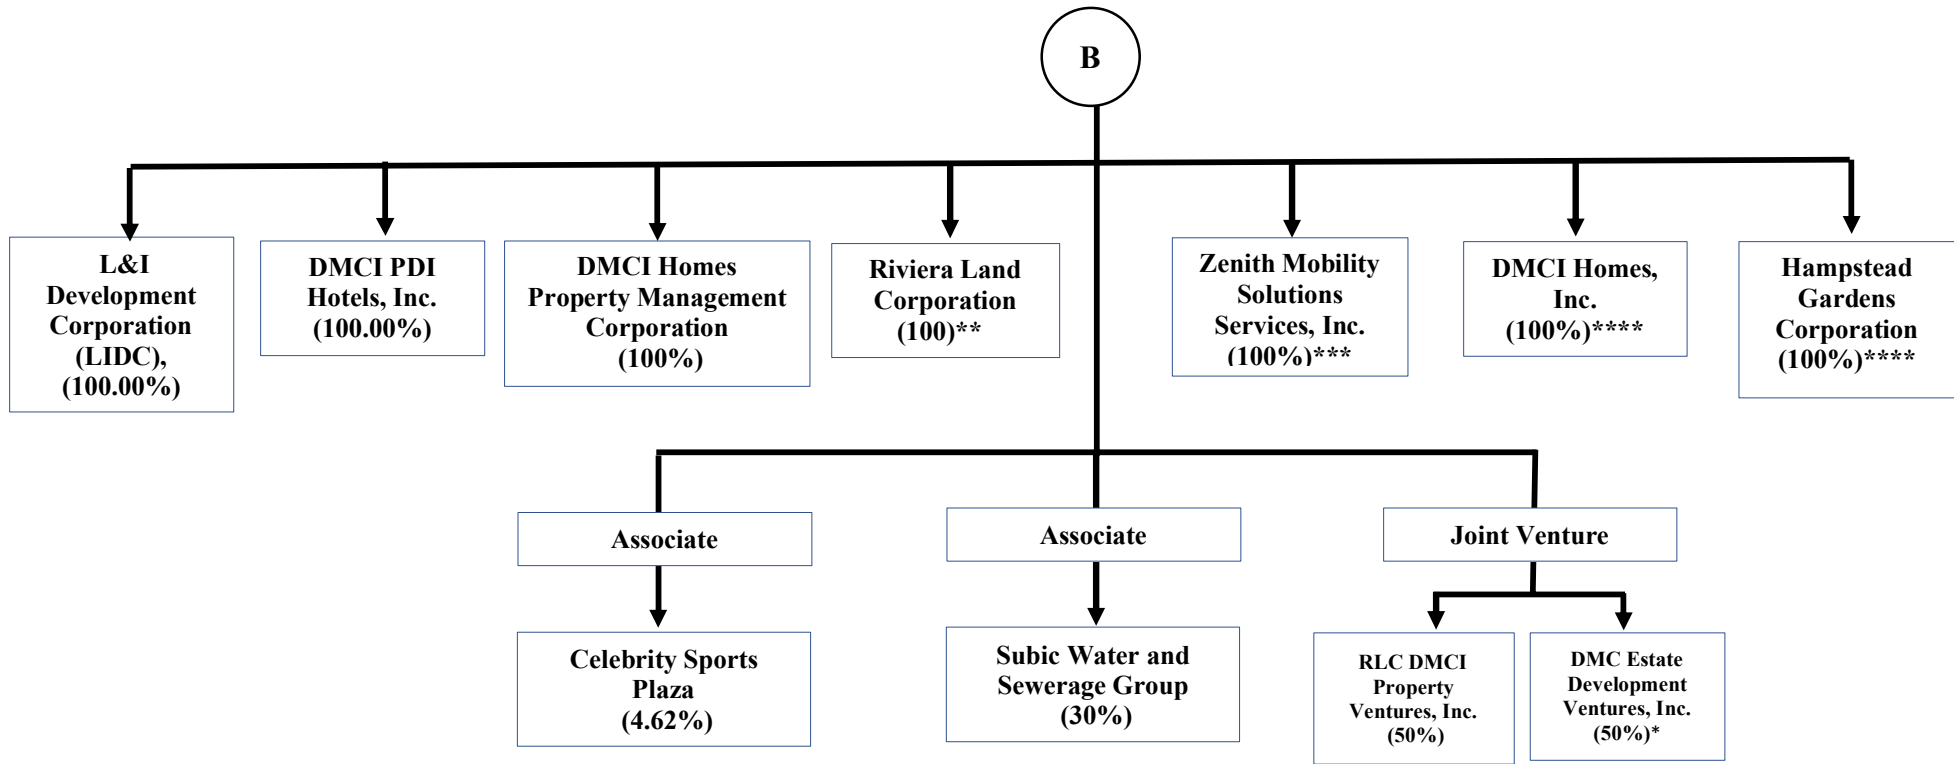 B
L&I
Development
Corporation
(LIDC),
(100.00%)
DMCI PDI
Hotels, Inc.
(100.00%)
DMCI Homes
Property Management
Corporation
(100%)
Riviera Land
Corporation
(100)**
Zenith Mobility
Solutions
Services, Inc.
(100%)***
DMCI Homes,
Inc.
(100%)****
Hampstead
Gardens
Corporation
(100%)****
Associate
Associate
Joint Venture
Celebrity Sports
Plaza
(4.62%)
Subic Water and
Sewerage Group
(30%)
RLC DMCI
Property
Ventures, Inc.
(50%)
DMC Estate
Development
Ventures, Inc.
(50%)*